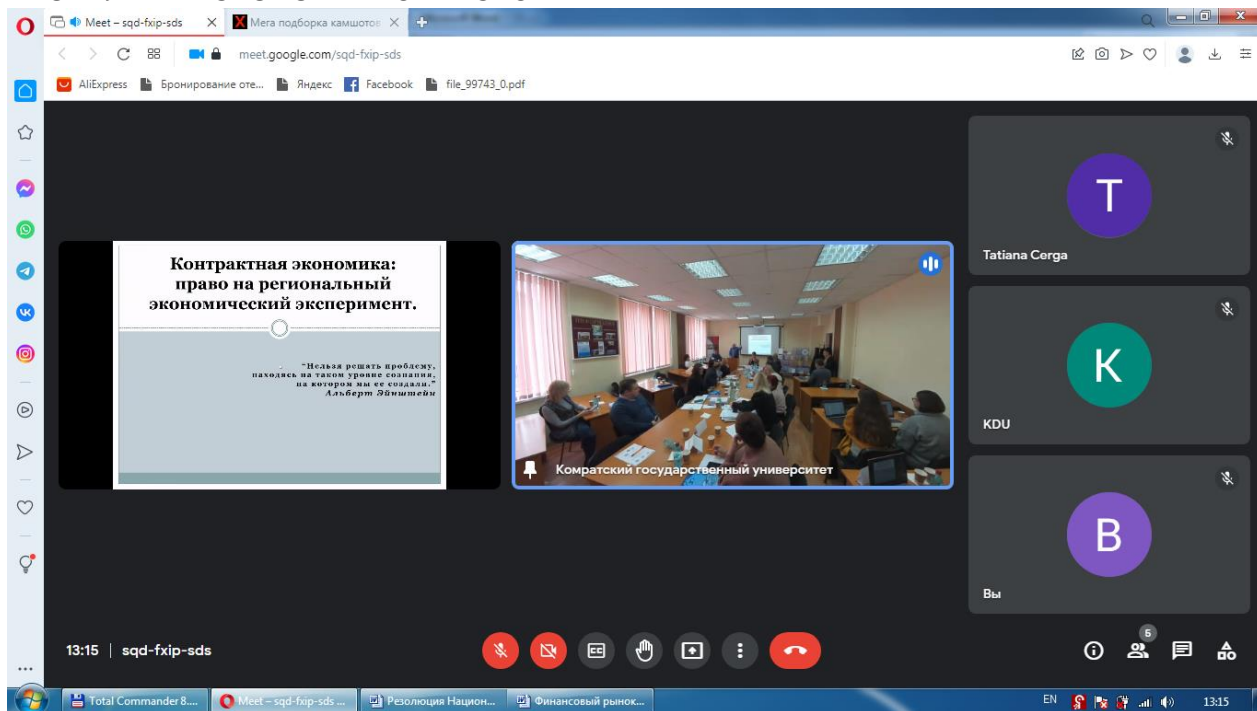 Meet – sqd-fxip-sds
Мега подборка камшотов
meet.google.com/sqd-fxip-sds
AliExpress
Бронирование оте...
Яндекс
Facebook
file_99743_0.pdf
Контрактная экономика:
право на региональный
экономический эксперимент.
"Нельзя решать проблему,
находясь на таком уровне сознания,
на котором мы ее создали."
Альберт Эйнштейн
Комратский государственный университет
T
Tatiana Cerga
K
KDU
В
Вы
13:15 | sqd-fxip-sds
CC
5
Total Commander 8....
Meet – sqd-fxip-sds ...
Резолюция Национ...
Финансовый рынок...
EN
13:15